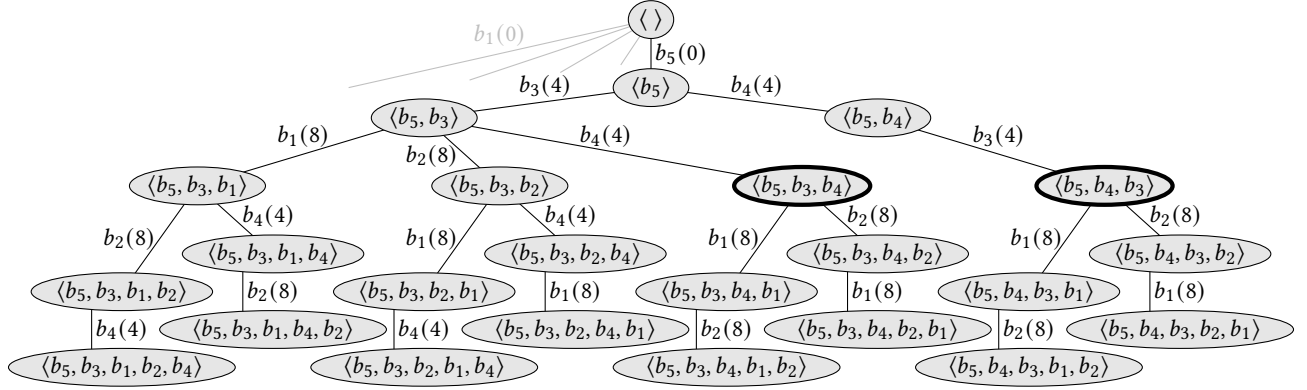 ⟨ ⟩
b₁(0)
b₅(0)
⟨b₅⟩
b₃(4)
b₄(4)
⟨b₅, b₃⟩
⟨b₅, b₄⟩
b₁(8)
b₂(8)
b₄(4)
b₃(4)
⟨b₅, b₃, b₁⟩
⟨b₅, b₃, b₂⟩
⟨b₅, b₃, b₄⟩
⟨b₅, b₄, b₃⟩
b₂(8)
b₄(4)
b₁(8)
b₄(4)
b₁(8)
b₂(8)
b₁(8)
b₂(8)
⟨b₅, b₃, b₁, b₄⟩
⟨b₅, b₃, b₂, b₄⟩
⟨b₅, b₃, b₄, b₂⟩
⟨b₅, b₄, b₃, b₂⟩
⟨b₅, b₃, b₁, b₂⟩
⟨b₅, b₃, b₂, b₁⟩
⟨b₅, b₃, b₄, b₁⟩
⟨b₅, b₄, b₃, b₁⟩
b₂(8)
b₁(8)
b₁(8)
b₁(8)
b₄(4)
b₄(4)
b₂(8)
b₂(8)
⟨b₅, b₃, b₁, b₄, b₂⟩
⟨b₅, b₃, b₂, b₄, b₁⟩
⟨b₅, b₃, b₄, b₂, b₁⟩
⟨b₅, b₄, b₃, b₂, b₁⟩
⟨b₅, b₃, b₁, b₂, b₄⟩
⟨b₅, b₃, b₂, b₁, b₄⟩
⟨b₅, b₃, b₄, b₁, b₂⟩
⟨b₅, b₄, b₃, b₁, b₂⟩